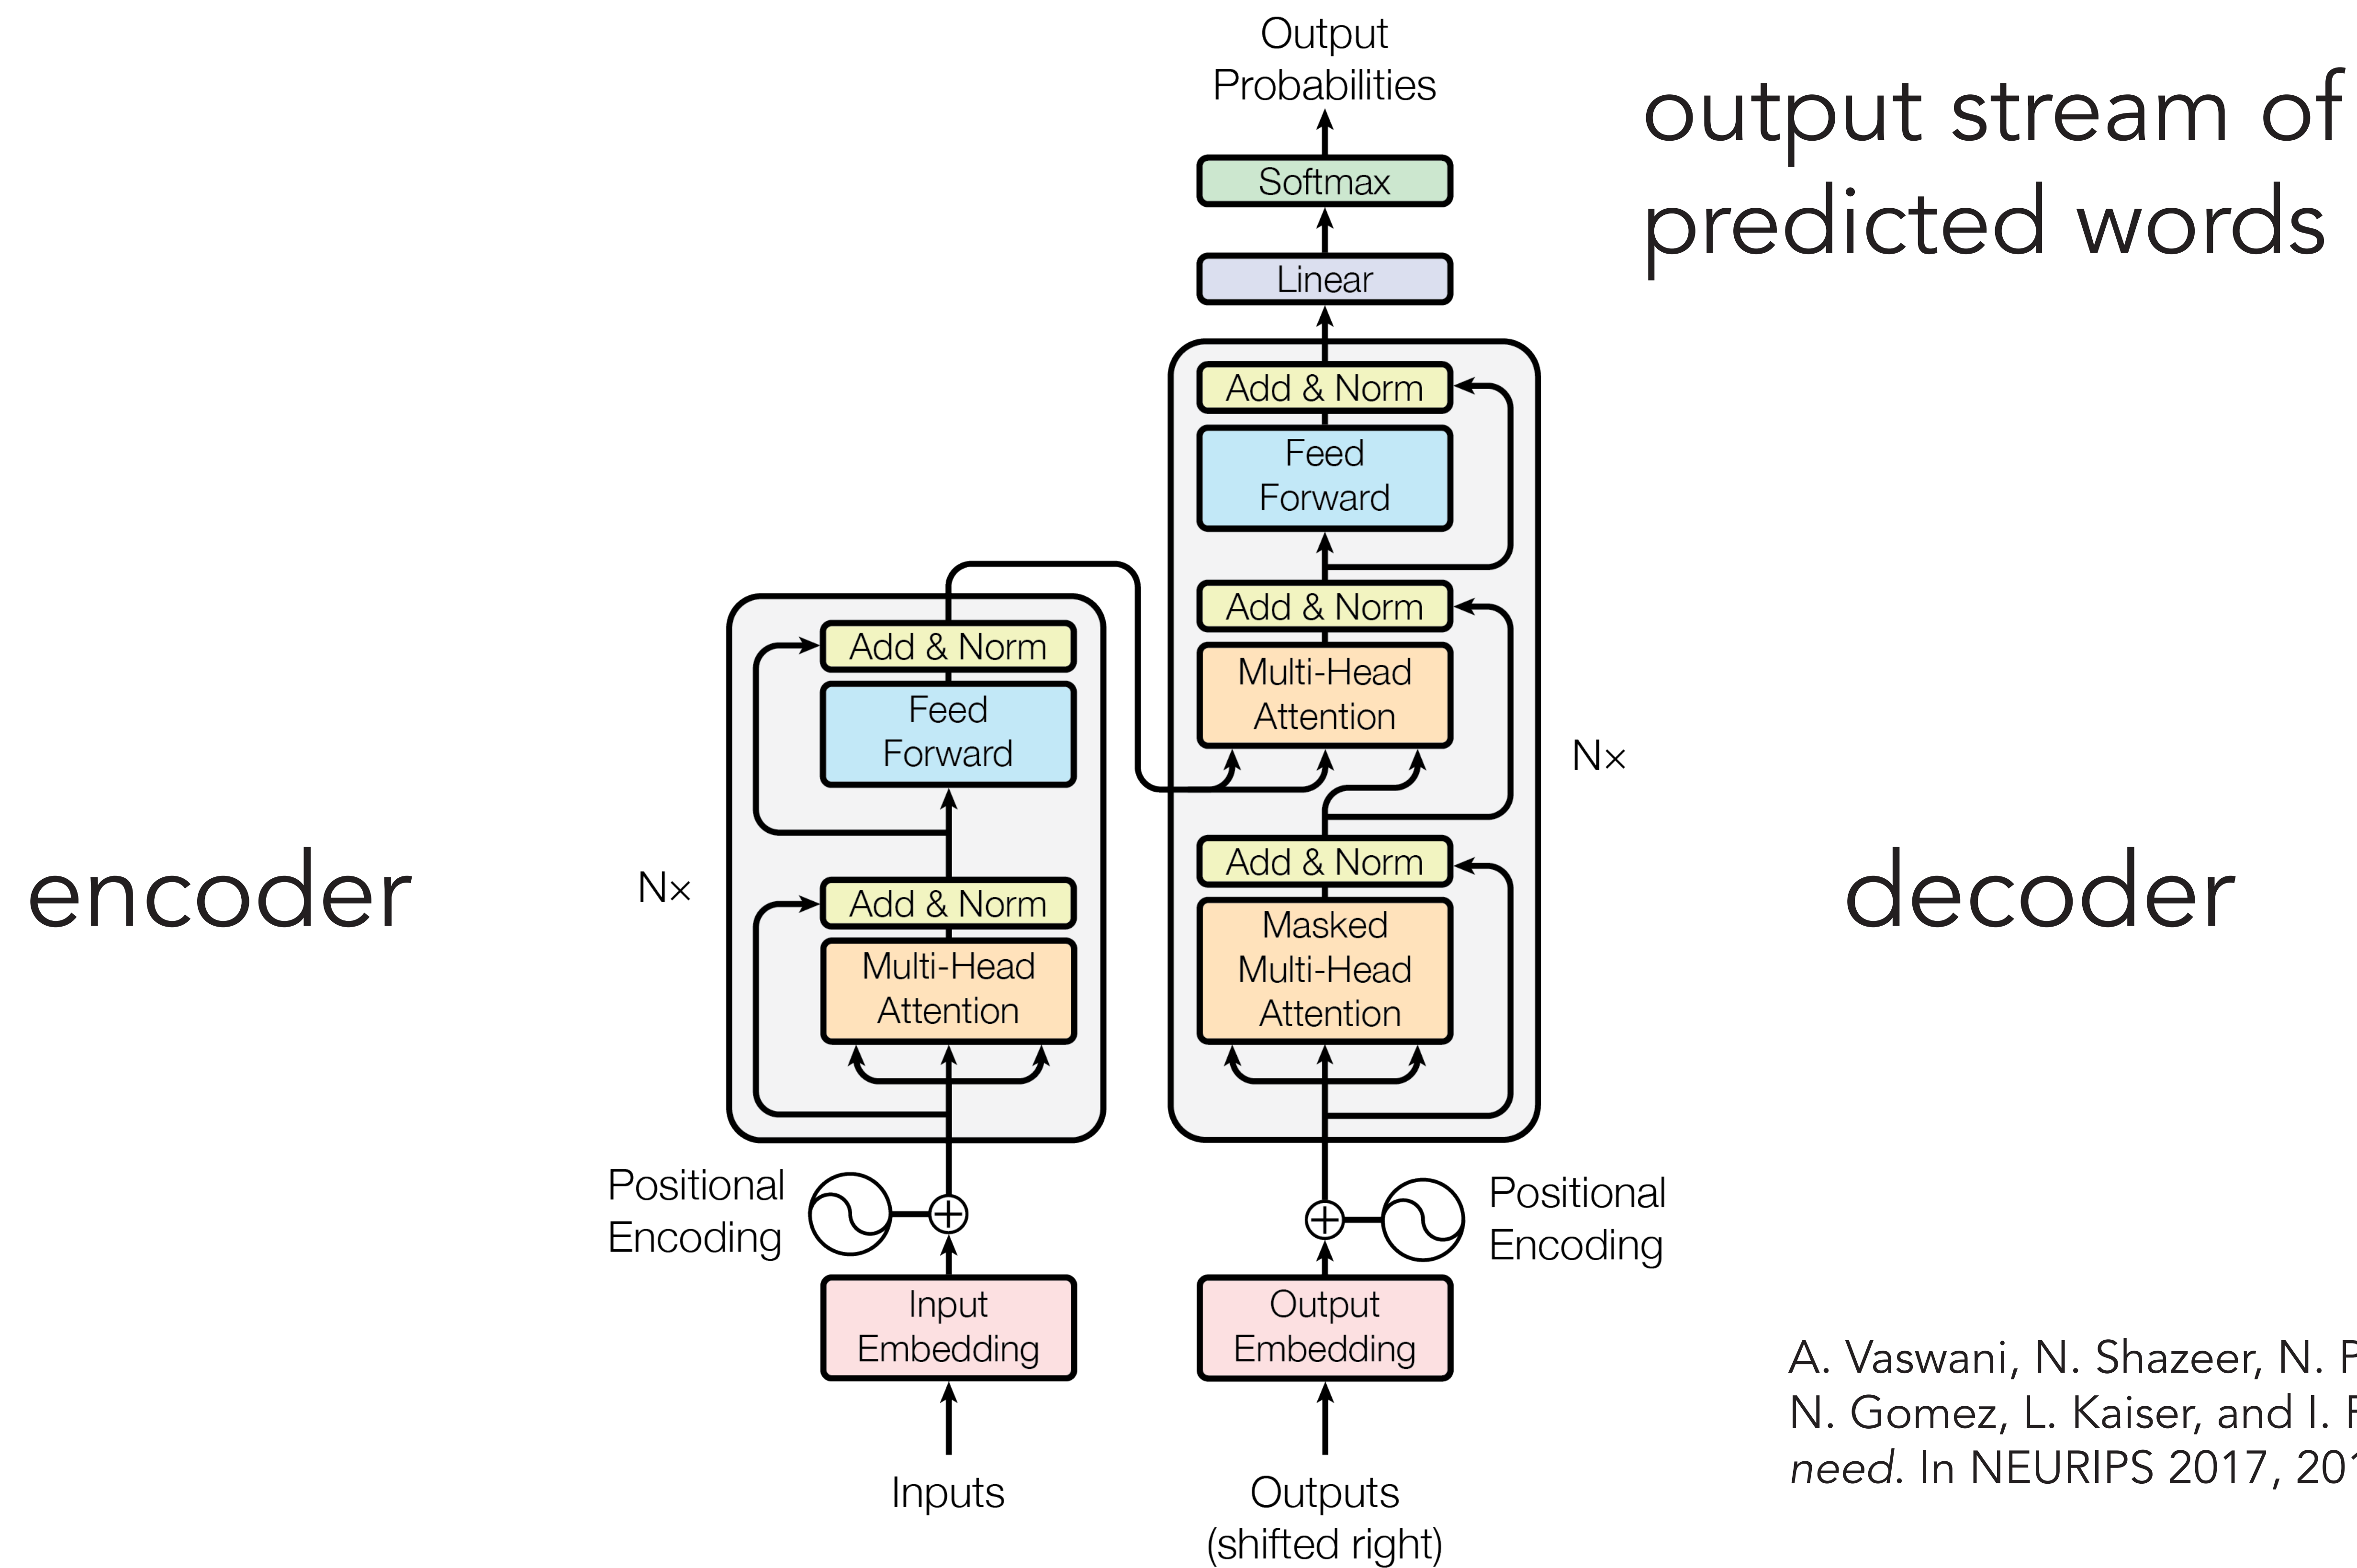 Output
Probabilities
output stream of
predicted words
Softmax
Linear
Add & Norm
Feed
Forward
Add & Norm
Multi-Head
Attention
Nx
Add & Norm
Masked
Multi-Head
Attention
decoder
encoder
Nx
Add & Norm
Feed
Forward
Add & Norm
Multi-Head
Attention
Positional
Encoding
Positional
Encoding
Input
Embedding
Output
Embedding
Inputs
Outputs
(shifted right)
A. Vaswani, N. Shazeer, N.
N. Gomez, L. Kaiser, and I.
need. In NEURIPS 2017,